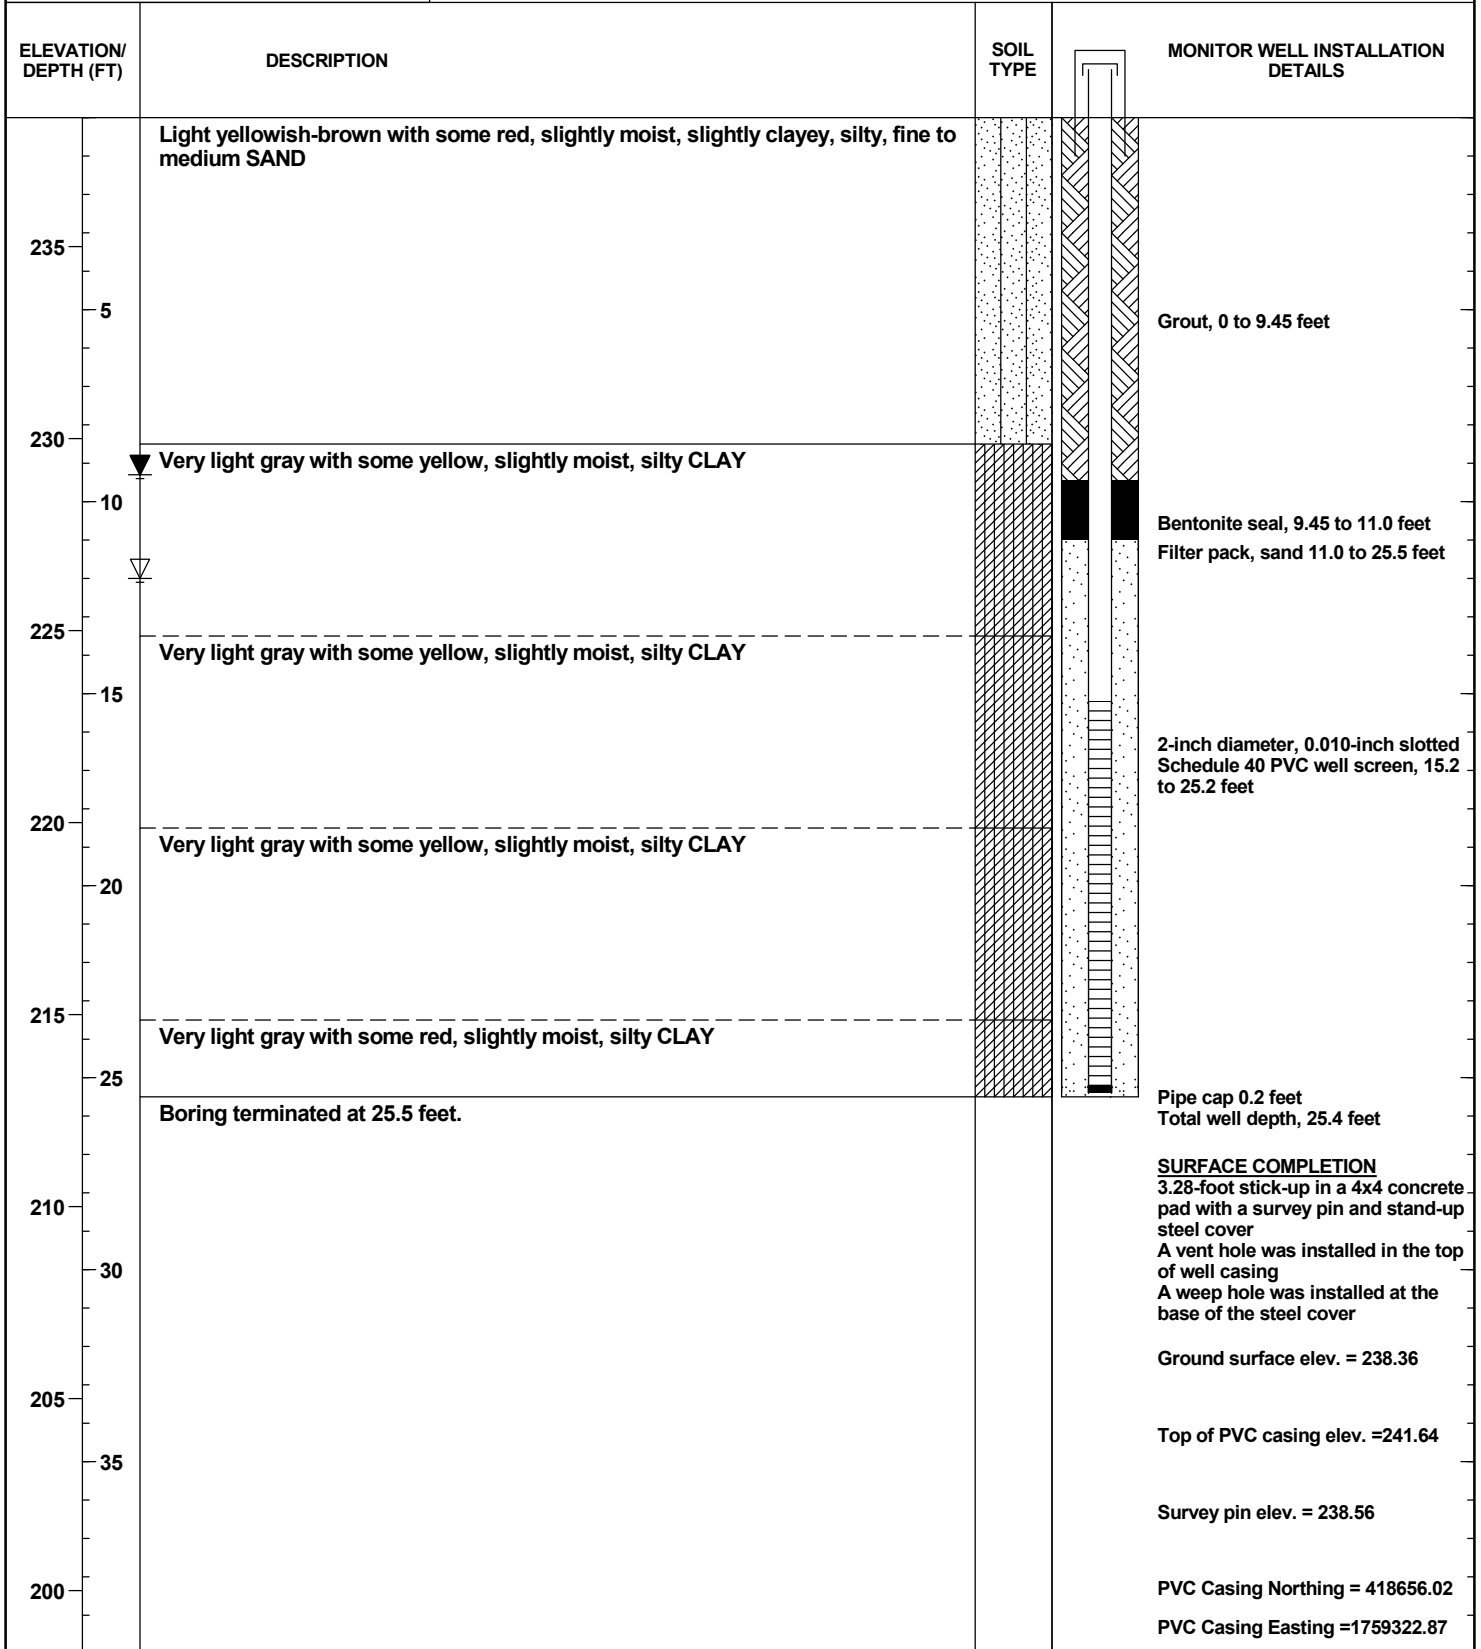 ELEVATION/
DEPTH (FT)
DESCRIPTION
SOIL
TYPE
MONITOR WELL INSTALLATION
DETAILS
Light yellowish-brown with some red, slightly moist, slightly clayey, silty, fine to
medium SAND
235
5
Grout, 0 to 9.45 feet
230
Very light gray with some yellow, slightly moist, silty CLAY
10
Bentonite seal, 9.45 to 11.0 feet
Filter pack, sand 11.0 to 25.5 feet
225
Very light gray with some yellow, slightly moist, silty CLAY
15
2-inch diameter, 0.010-inch slotted
Schedule 40 PVC well screen, 15.2
to 25.2 feet
220
Very light gray with some yellow, slightly moist, silty CLAY
20
215
Very light gray with some red, slightly moist, silty CLAY
25
Boring terminated at 25.5 feet.
Pipe cap 0.2 feet
Total well depth, 25.4 feet
SURFACE COMPLETION
3.28-foot stick-up in a 4x4 concrete
pad with a survey pin and stand-up
steel cover
A vent hole was installed in the top
of well casing
A weep hole was installed at the
base of the steel cover
210
30
Ground surface elev. = 238.36
205
Top of PVC casing elev. =241.64
35
Survey pin elev. = 238.56
200
PVC Casing Northing = 418656.02
PVC Casing Easting =1759322.87